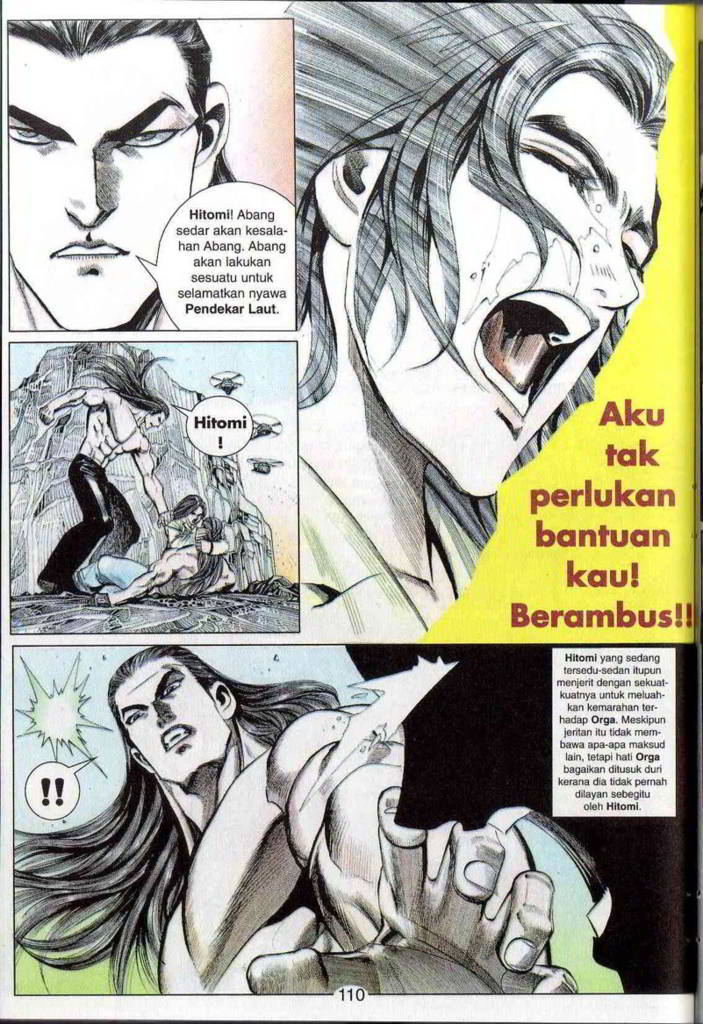 Hitomi! Abang
sedar akan kesala-
han Abang. Abang
akan lakukan
sesuatu untuk
selamatkan nyawa
Pendekar Laut.
Hitomi
!
Aku
tak
perlukan
bantuan
kau!
Berambus!!
!!
Hitomi yang sedang
tersedu-sedan itupun
menjerit dengan sekuat-
kuatnya untuk meluah-
kan kemarahan ter-
hadap Orga. Meskipun
jeritan itu tidak mem-
bawa apa-apa maksud
lain, tetapi hati Orga
bagaikan ditusuk duri
kerana dia tidak pernah
dilayan sebegitu
oleh Hitomi.
110